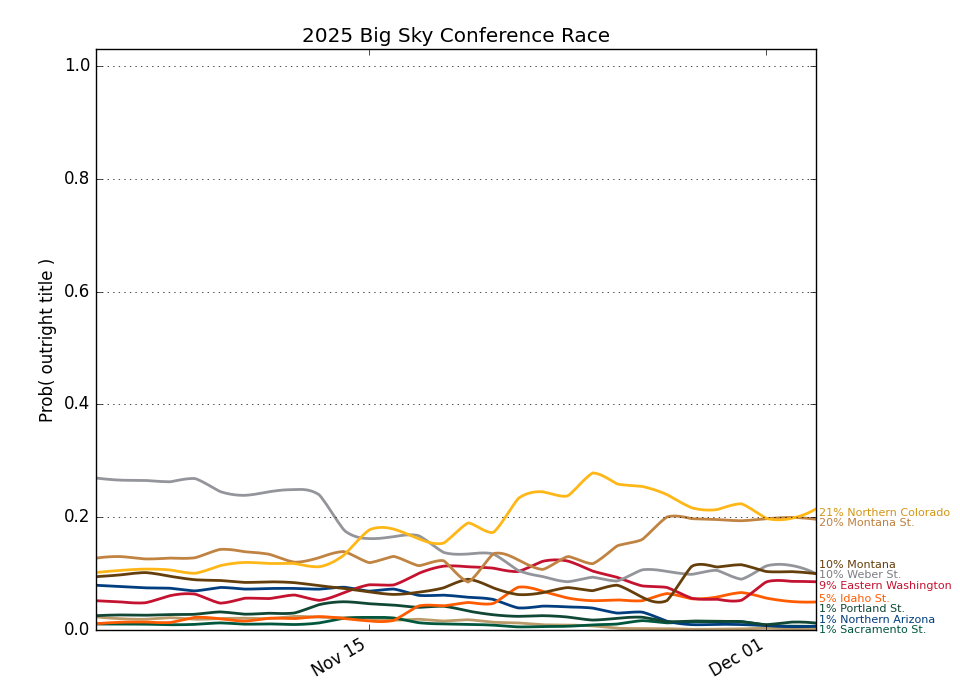 2025 Big Sky Conference Race
1.0
0.8
0.6
0.4
0.2
0.0
Prob( outright title )
Nov 15
Dec 01
21% Northern Colorado
20% Montana St.
10% Montana
10% Weber St.
9% Eastern Washington
5% Idaho St.
1% Portland St.
1% Northern Arizona
1% Sacramento St.